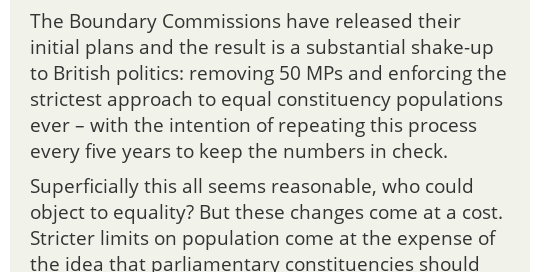 The Boundary Commissions have released their
initial plans and the result is a substantial shake-up
to British politics: removing 50 MPs and enforcing the
strictest approach to equal constituency populations
ever – with the intention of repeating this process
every five years to keep the numbers in check.
Superficially this all seems reasonable, who could
object to equality? But these changes come at a cost.
Stricter limits on population come at the expense of
the idea that parliamentary constituencies should